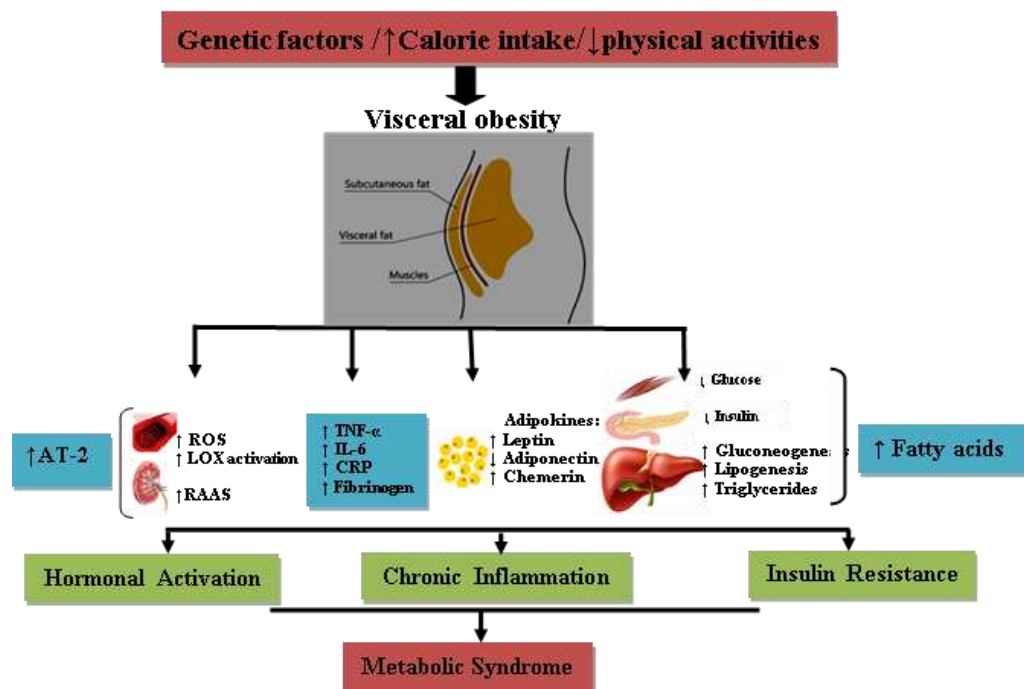 Genetic factors /↑Calorie intake/↓physical activities
Visceral obesity
Subcutaneous fat
Visceral fat
Muscles
↑AT-2
↑ ROS
↑ LOX activation
↑RAAS
↑ TNF-α
↑ IL-6
↑ CRP
↑ Fibrinogen
Adipokines:
↑ Leptin
↓ Adiponectin
↑ Chemerin
↓ Glucose
↓ Insulin
↑ Gluconeogenesis
↑ Lipogenesis
↑ Triglycerides
↑ Fatty acids
Hormonal Activation
Chronic Inflammation
Insulin Resistance
Metabolic Syndrome